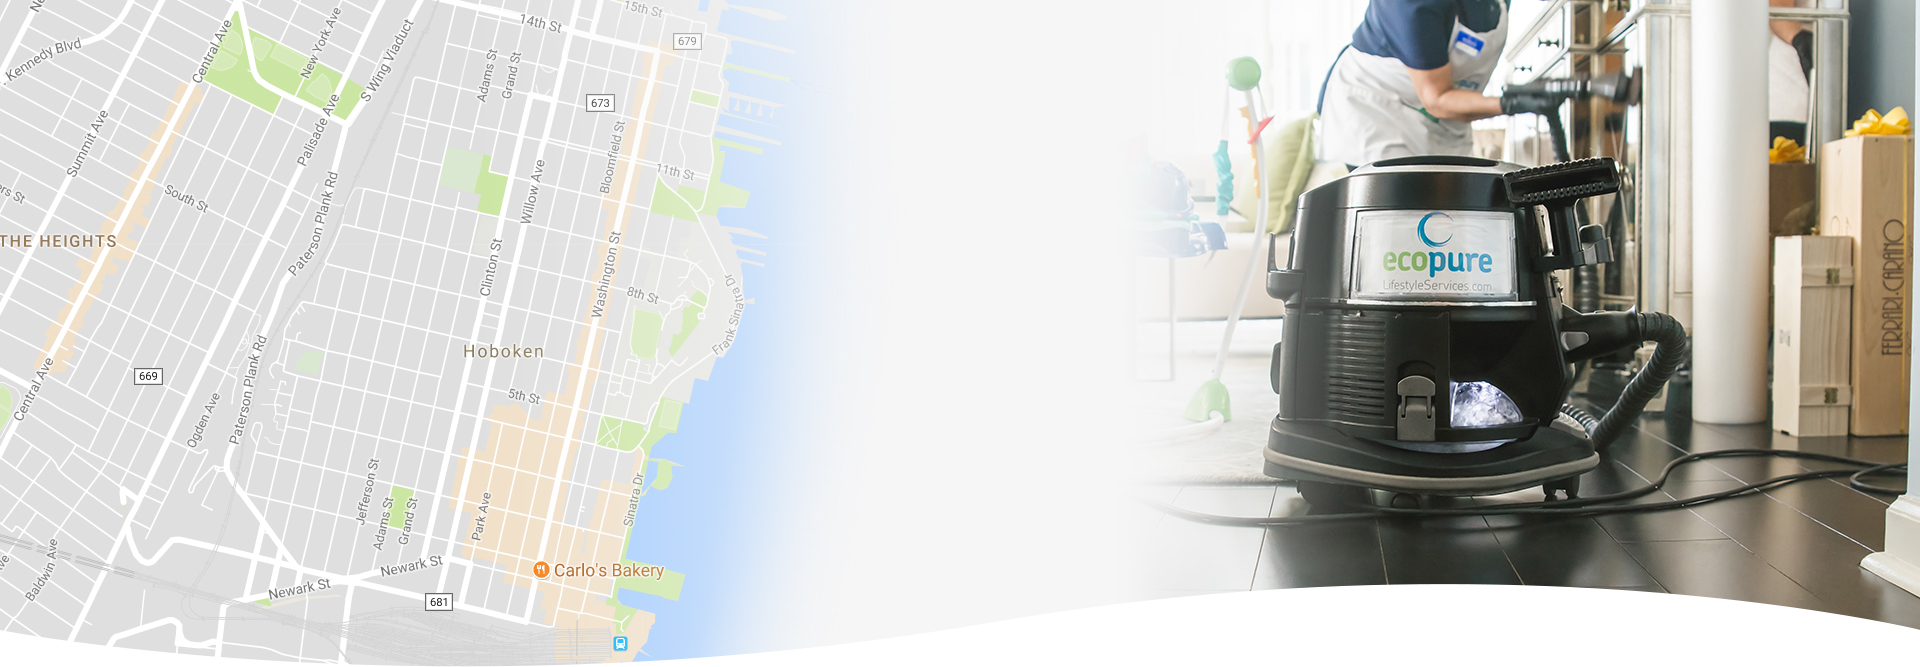 15th St
14th St
679
Kennedy Blvd
Central Ave
New York Ave
S Wing Viaduct
Adams St
Grand St
673
Palisade Ave
Summit Ave
Bloomfield St
11th St
South St
Paterson Plank Rd
Willow Ave
THE HEIGHTS
Clinton St
Washington St
8th St
Frank Sinatra Dr
Hoboken
Paterson Plank Rd
669
Central Ave
5th St
Ogden Ave
Jefferson St
Adams St
Grand St
Park Ave
Sinatra Dr
Baldwin Ave
Newark St
Carlo's Bakery
Newark St
681
ecopure
LifestyleServices.com
FERRARI-CARANO